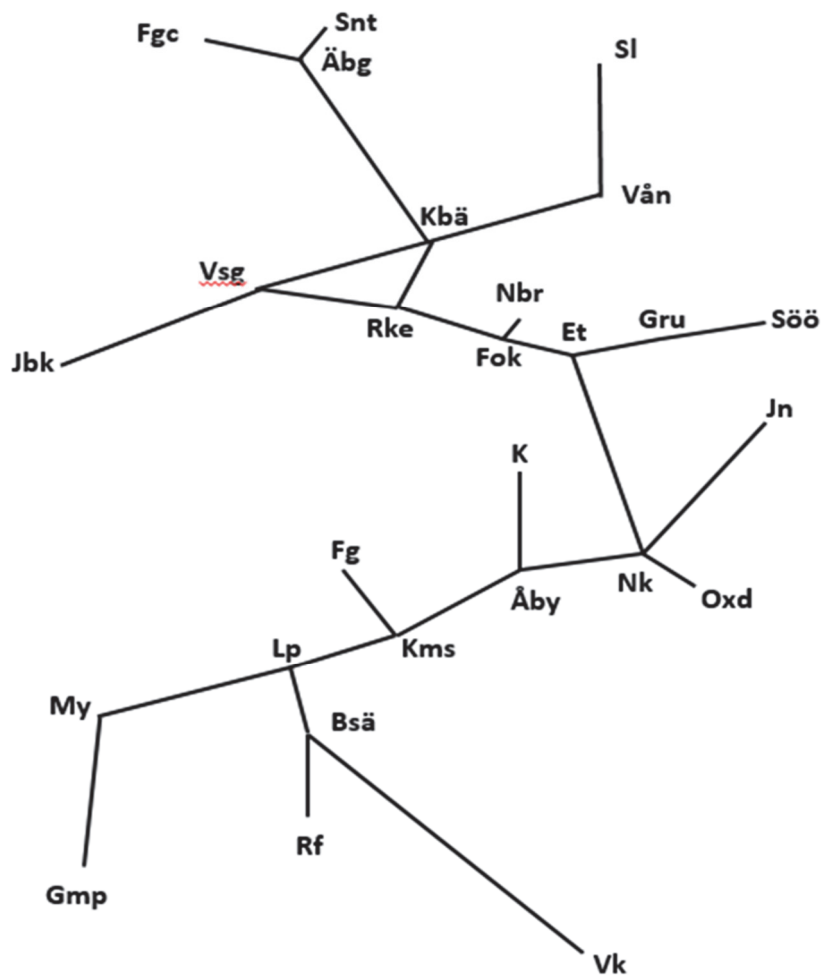 Snt
Fgc
Äbg
Sl
Vån
Kbä
Vsg
Nbr
Rke
Et
Gru
Söö
Fok
Jbk
Jn
K
Fg
Nk
Åby
Oxd
Lp
Kms
My
Bsä
Rf
Gmp
Vk